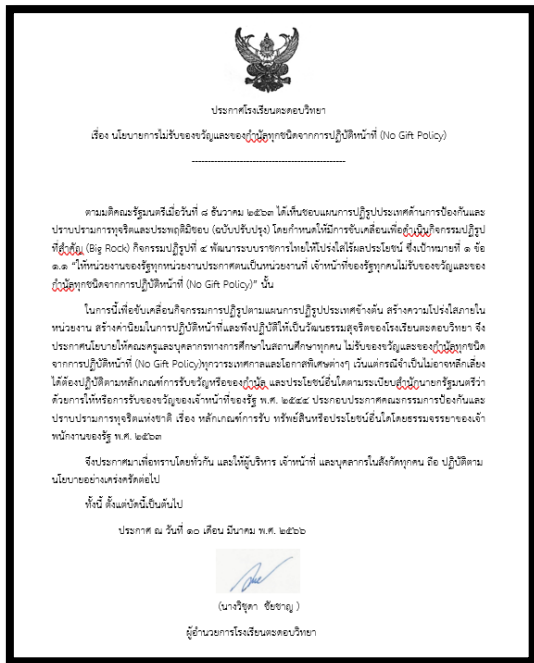 ประกาศโรงเรียนตะดอบวิทยา
เรื่อง นโยบายการไม่รับของขวัญและของกำนัลทุกชนิดจากการปฏิบัติหน้าที่ (No Gift Policy)
------------------------------------------------
ตามมติคณะรัฐมนตรีเมื่อวันที่ ๘ ธันวาคม ๒๕๖๓ ได้เห็นชอบแผนการปฏิรูปประเทศด้านการป้องกันและ
ปราบปรามการทุจริตและประพฤติมิชอบ (ฉบับปรับปรุง) โดยกำหนดให้มีการขับเคลื่อนเพื่อดำเนินกิจกรรมปฏิรูป
ที่สำคัญ (Big Rock) กิจกรรมปฏิรูปที่ ๔ พัฒนาระบบราชการไทยให้โปร่งใสไร้ผลประโยชน์ ซึ่งเป้าหมายที่ ๑ ข้อ
๑.๑ “ให้หน่วยงานของรัฐทุกหน่วยงานประกาศตนเป็นหน่วยงานที่ เจ้าหน้าที่ของรัฐทุกคนไม่รับของขวัญและของ
กำนัลทุกชนิดจากการปฏิบัติหน้าที่ (No Gift Policy)” นั้น
ในการนี้เพื่อขับเคลื่อนกิจกรรมการปฏิรูปตามแผนการปฏิรูปประเทศข้างต้น สร้างความโปร่งใสภายใน
หน่วยงาน สร้างค่านิยมในการปฏิบัติหน้าที่และพึงปฏิบัติให้เป็นวัฒนธรรมสุจริตของโรงเรียนตะดอบวิทยา จึง
ประกาศนโยบายให้คณะครูและบุคลากรทางการศึกษาในสถานศึกษาทุกคน ไม่รับของขวัญและของกำนัลทุกชนิด
จากการปฏิบัติหน้าที่ (No Gift Policy)ทุกวาระเทศกาลและโอกาสพิเศษต่างๆ เว้นแต่กรณีจำเป็นไม่อาจหลีกเลี่ยง
ได้ต้องปฏิบัติตามหลักเกณฑ์การรับขวัญหรือของกำนัล และประโยชน์อื่นใดตามระเบียบสำนักนายกรัฐมนตรีว่า
ด้วยการให้หรือการรับของขวัญของเจ้าหน้าที่ของรัฐ พ.ศ. ๒๕๔๔ ประกอบประกาศคณะกรรมการป้องกันและ
ปราบปรามการทุจริตแห่งชาติ เรื่อง หลักเกณฑ์การรับ ทรัพย์สินหรือประโยชน์อื่นใดโดยธรรมจรรยาของเจ้า
พนักงานของรัฐ พ.ศ. ๒๕๖๓
จึงประกาศมาเพื่อทราบโดยทั่วกัน และให้ผู้บริหาร เจ้าหน้าที่ และบุคลากรในสังกัดทุกคน ถือ ปฏิบัติตาม
นโยบายอย่างเคร่งครัดต่อไป
ทั้งนี้ ตั้งแต่บัดนี้เป็นต้นไป
ประกาศ ณ วันที่ ๑๐ เดือน มีนาคม พ.ศ. ๒๕๖๖
(นางวิชุดา ชัยชาญ )
ผู้อำนวยการโรงเรียนตะดอบวิทยา